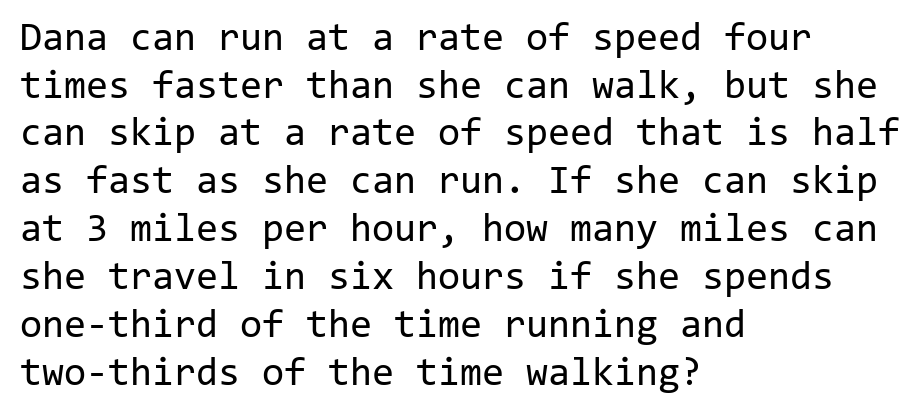 Dana can run at a rate of speed four
times faster than she can walk, but she
can skip at a rate of speed that is half
as fast as she can run. If she can skip
at 3 miles per hour, how many miles can
she travel in six hours if she spends
one-third of the time running and
two-thirds of the time walking?